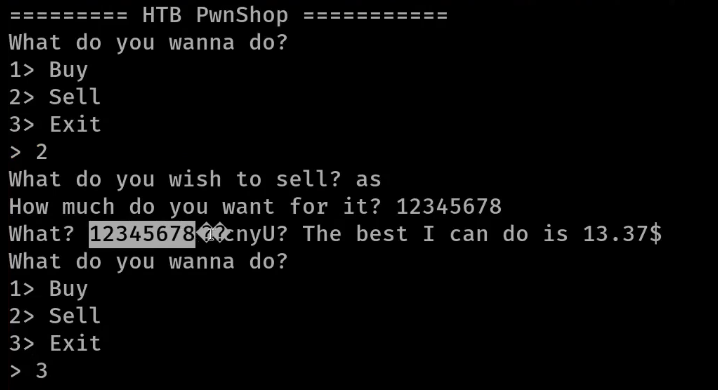 ========= HTB PwnShop ===========
What do you wanna do?
1> Buy
2> Sell
3> Exit
> 2
What do you wish to sell? as
How much do you want for it? 12345678
What? 12345678��cnyU? The best I can do is 13.37$
What do you wanna do?
1> Buy
2> Sell
3> Exit
> 3